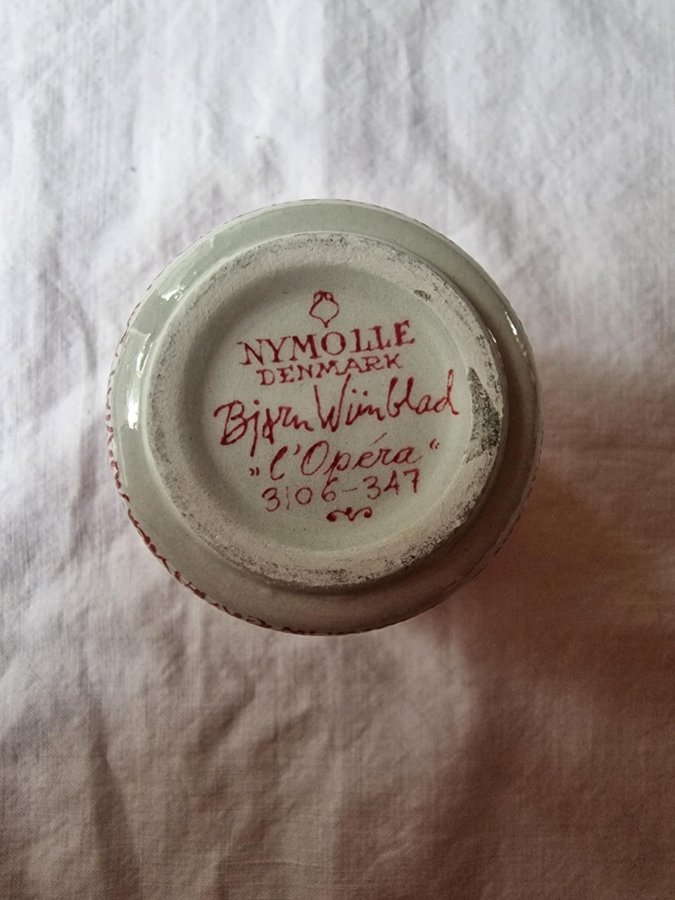 NYMOLLE
DENMARK
Bjørn Wiinblad
„l'Opéra“
3106-347